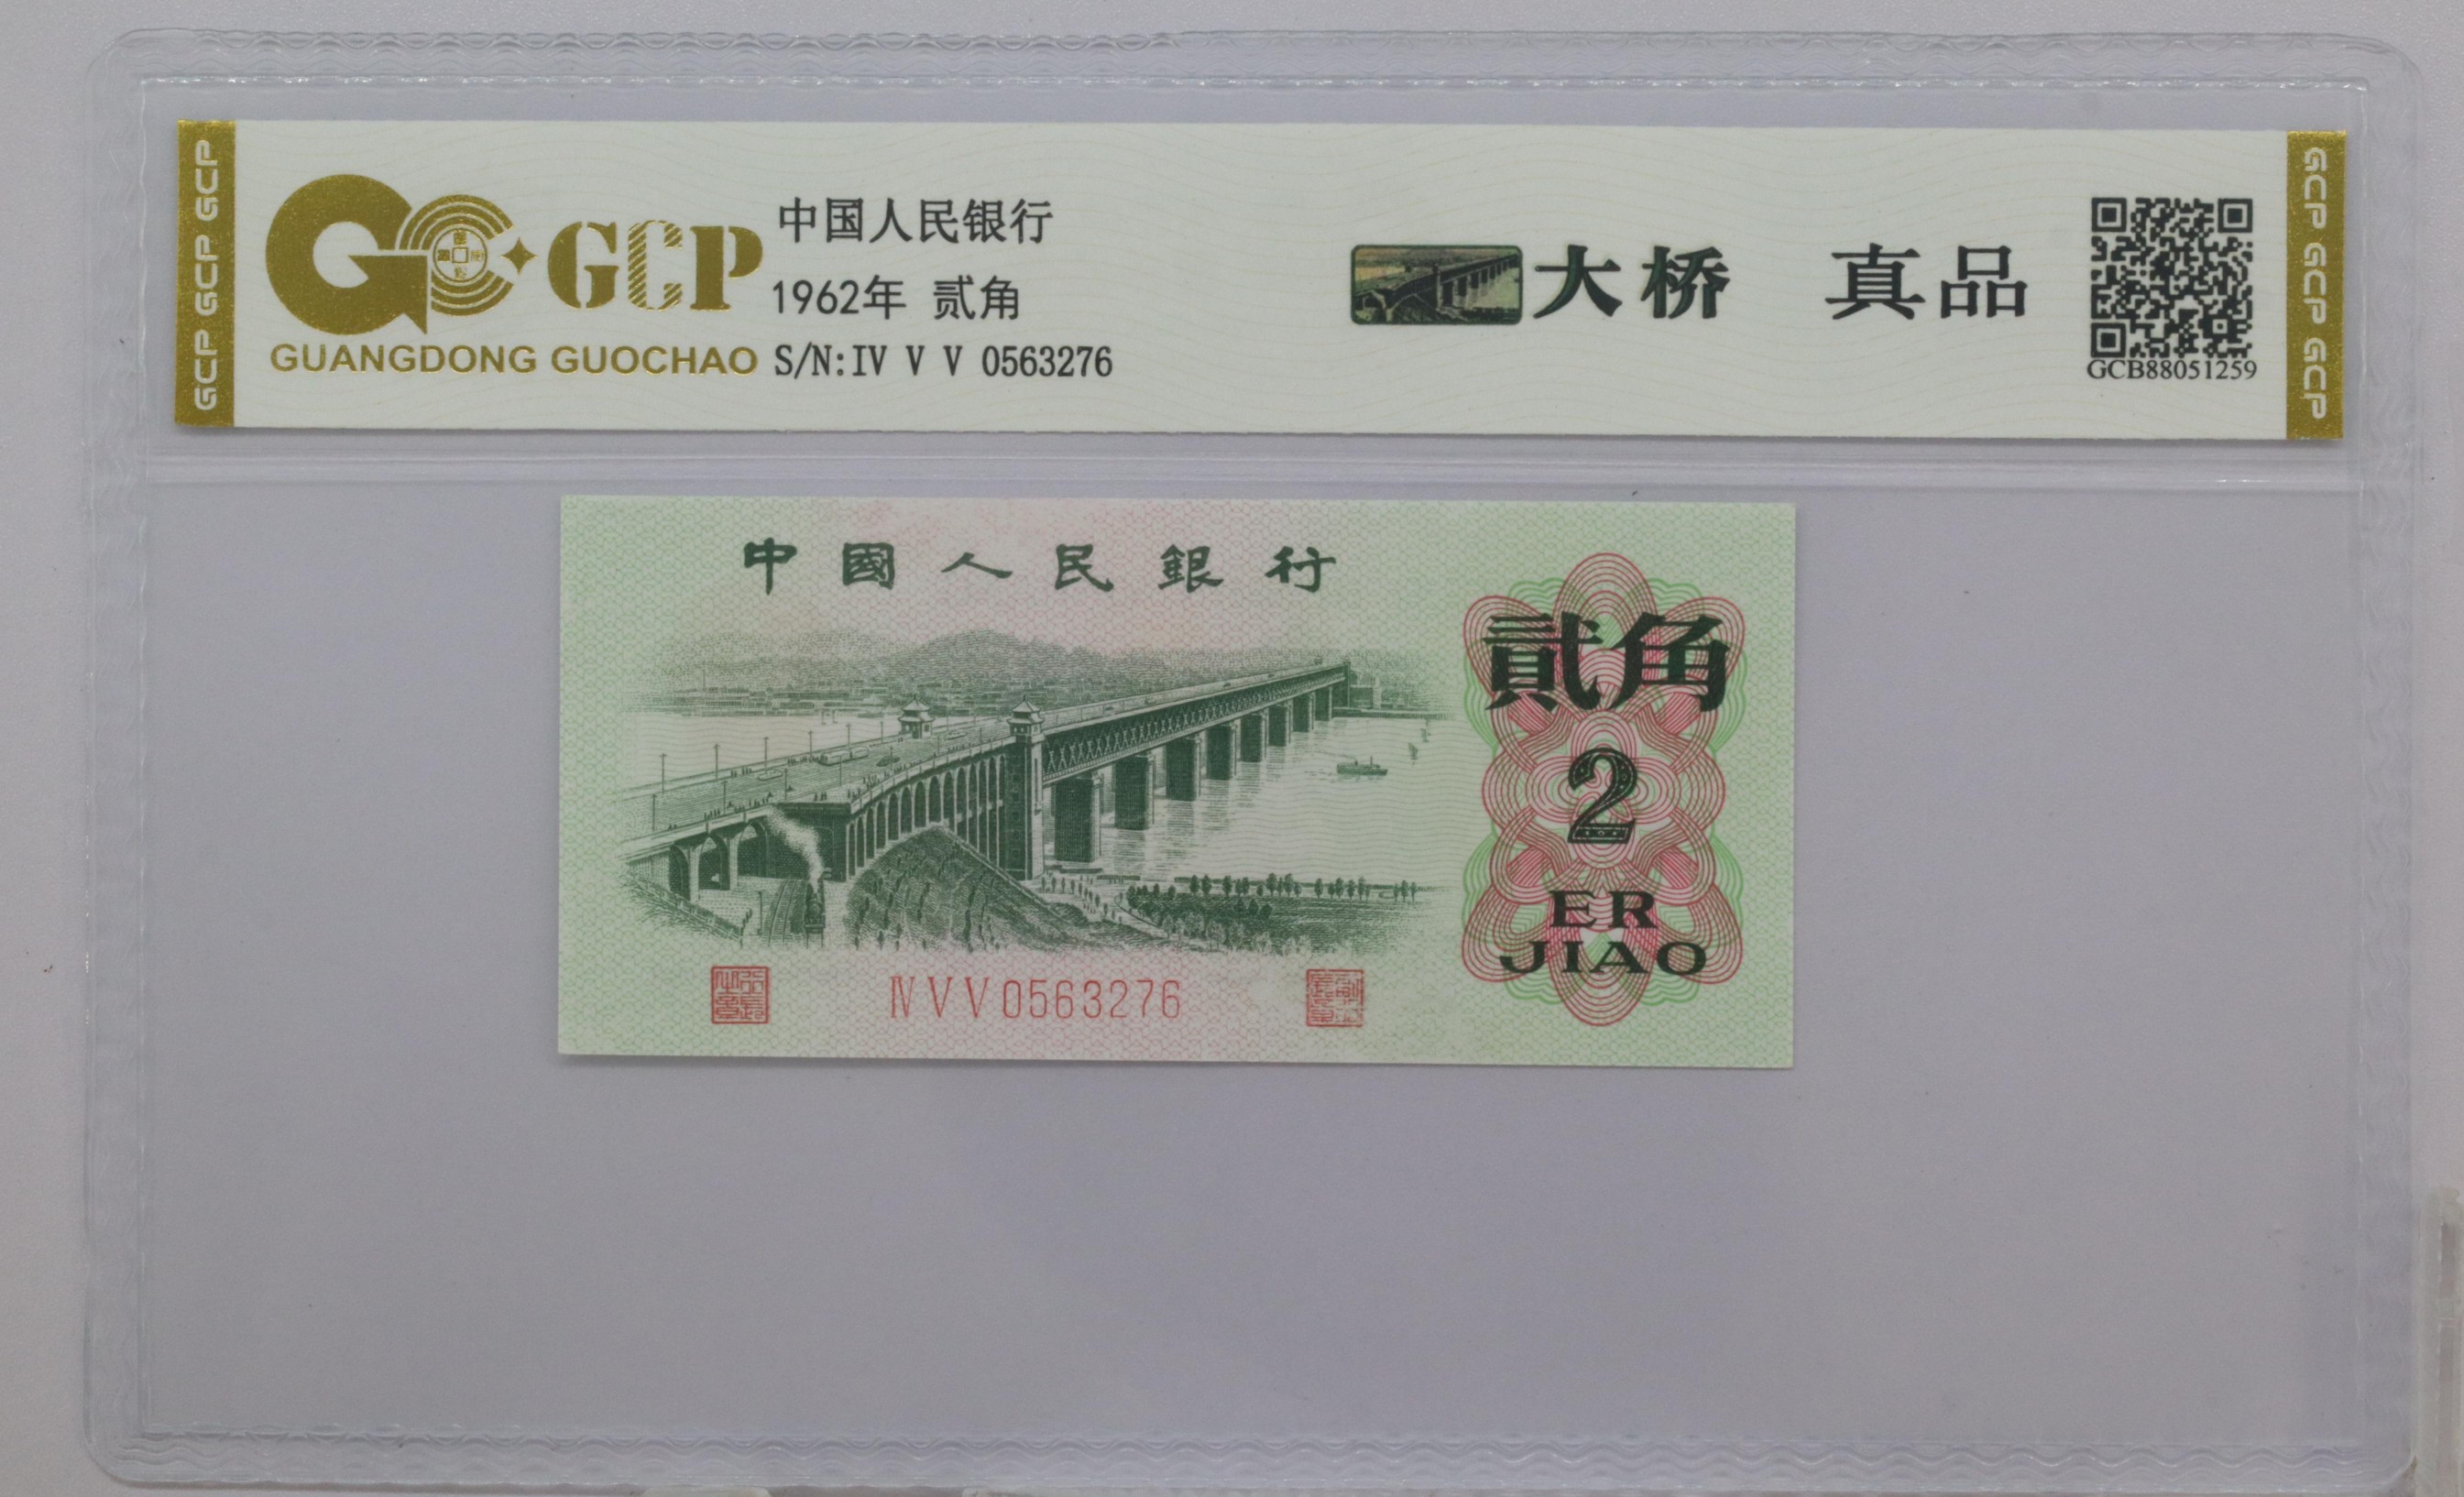 GCP GCP GCP
GCP
GUANGDONG GUOCHAO
中国人民银行
1962年 贰角
S/N:IV V V 0563276
大桥 真品
GCB88051259
GCP GCP GCP
中國人民銀行
貳角
2
ER
JIAO
ⅣVV0563276